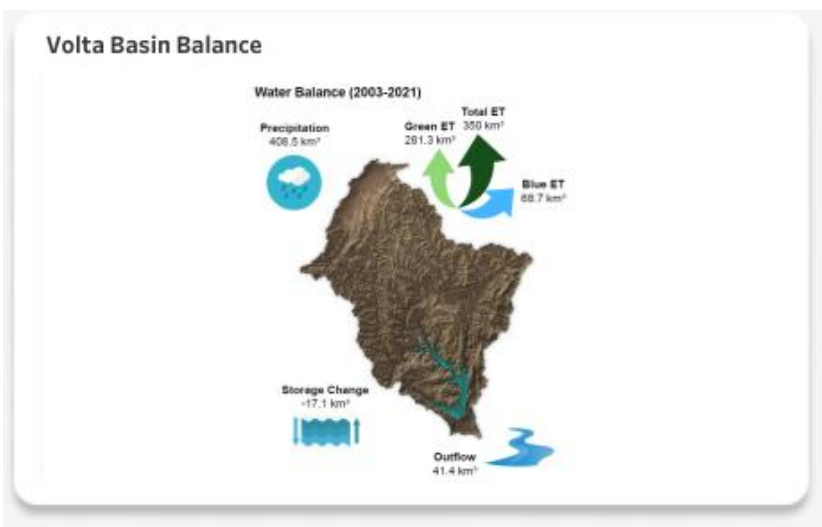 Volta Basin Balance
Water Balance (2003-2021)
Precipitation
408.5 km³
Green ET
281.3 km³
Total ET
350 km³
Blue ET
68.7 km³
Storage Change
-17.1 km³
Outflow
41.4 km³